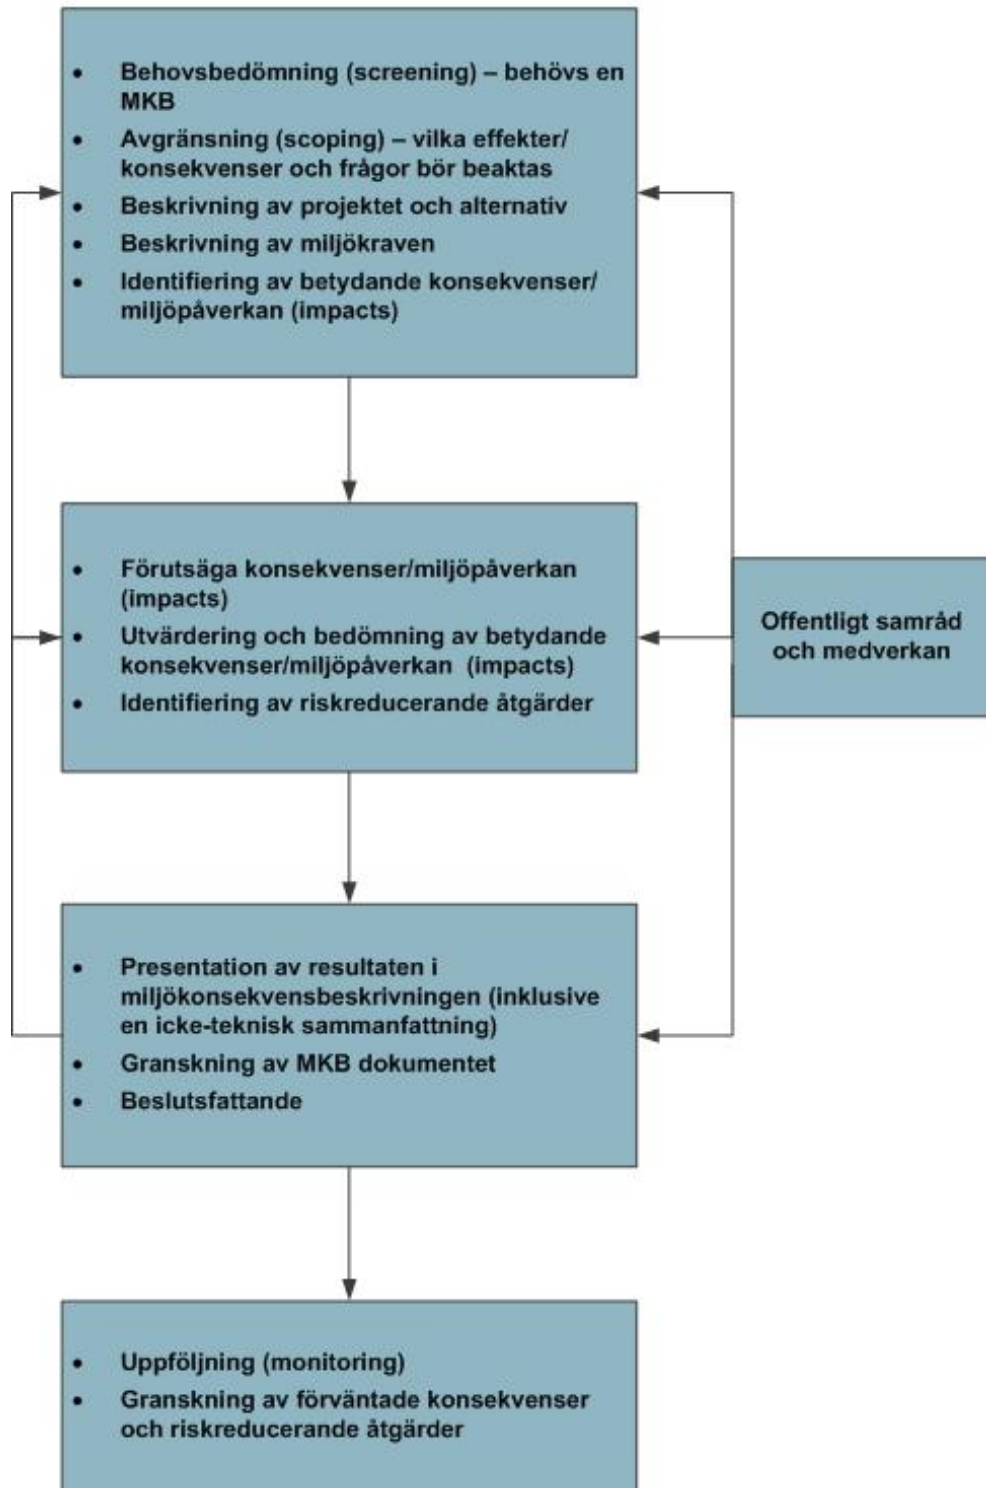 Behovsbedömning (screening) – behövs en
MKB
Avgränsning (scoping) – vilka effekter/
konsekvenser och frågor bör beaktas
Beskrivning av projektet och alternativ
Beskrivning av miljökraven
Identifiering av betydande konsekvenser/
miljöpåverkan (impacts)
Förutsäga konsekvenser/miljöpåverkan
(impacts)
Utvärdering och bedömning av betydande
konsekvenser/miljöpåverkan (impacts)
Identifiering av riskreducerande åtgärder
Offentligt samråd
och medverkan
Presentation av resultaten i
miljökonsekvensbeskrivningen (inklusive
en icke-teknisk sammanfattning)
Granskning av MKB dokumentet
Beslutsfattande
Uppföljning (monitoring)
Granskning av förväntade konsekvenser
och riskreducerande åtgärder